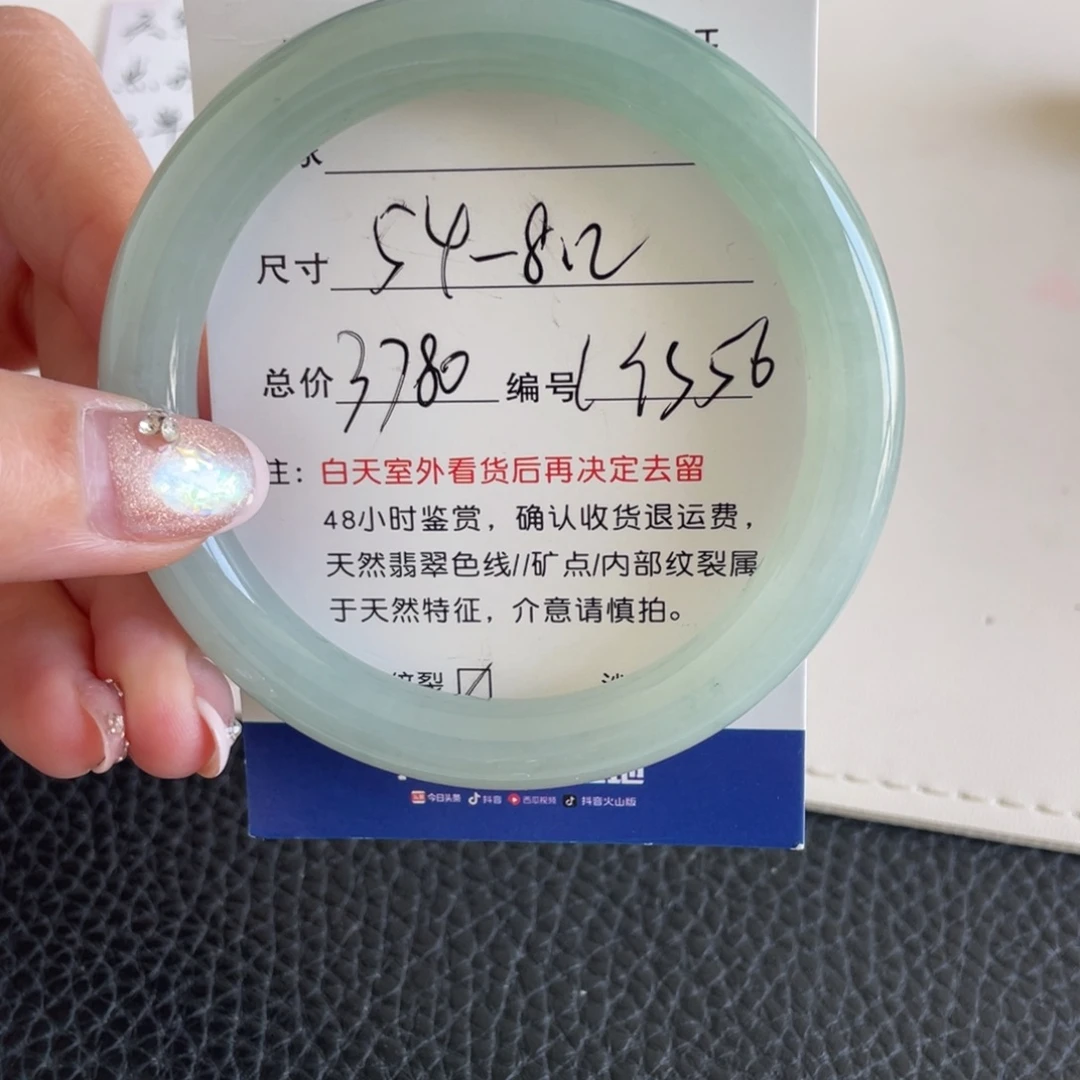 尺寸 54-8.12
总价 3780 编号
注：白天室外看货后再决定去留
48小时鉴赏，确认收货退运费，
天然翡翠色线//矿点/内部纹裂属
于天然特征，介意请慎拍。
纹裂
今日头条 抖音 西瓜视频 抖音火山版